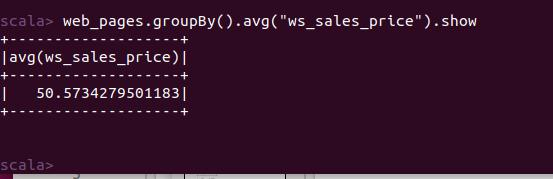 scala> web_pages.groupBy().avg("ws_sales_price").show
+-------------------+
|avg(ws_sales_price)|
+-------------------+
|   50.5734279501183|
+-------------------+
scala>